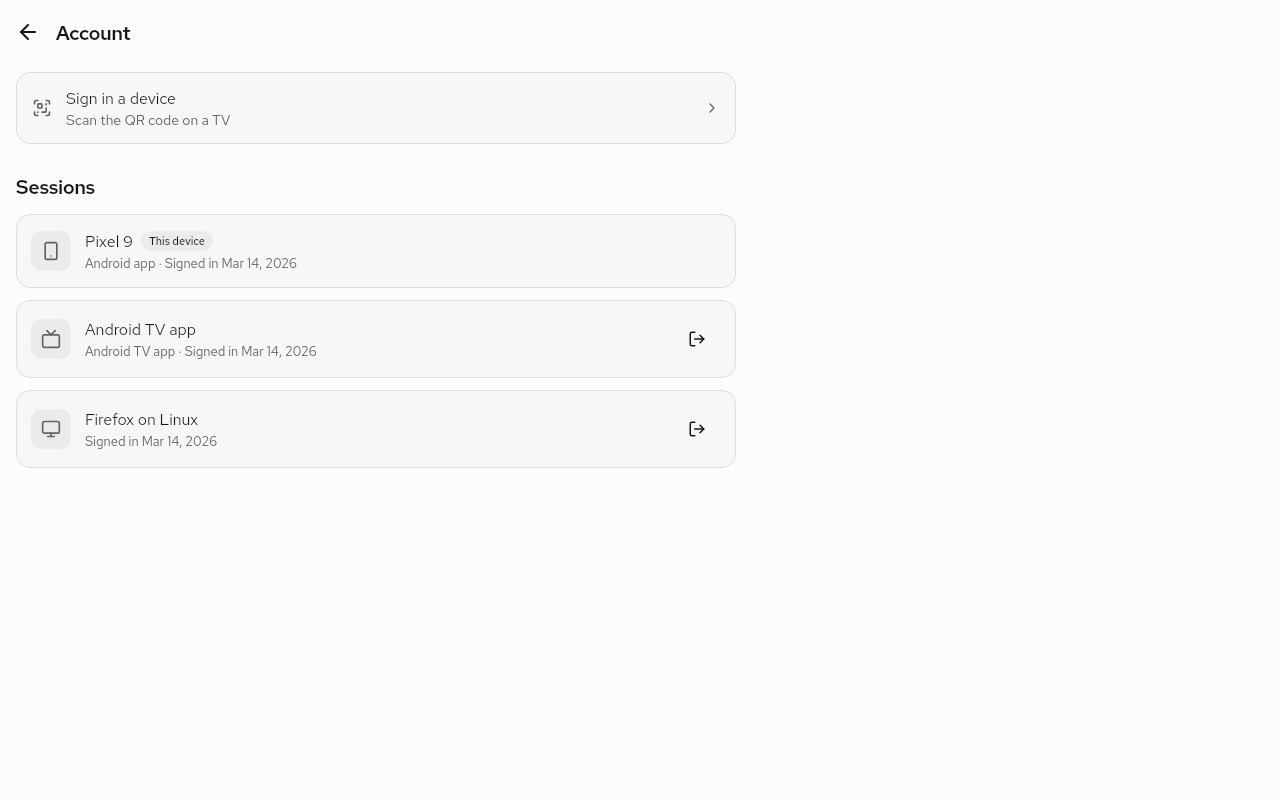 Account
Sign in a device
Scan the QR code on a TV
Sessions
Pixel 9 This device
Android app · Signed in Mar 14, 2026
Android TV app
Android TV app · Signed in Mar 14, 2026
Firefox on Linux
Signed in Mar 14, 2026